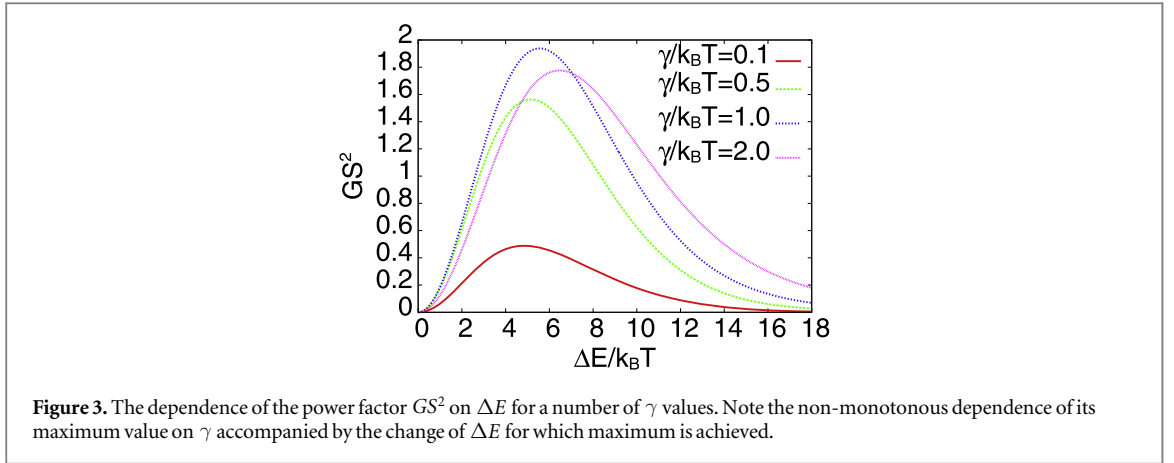 2
1.8
1.6
1.4
1.2
1
0.8
0.6
0.4
0.2
0
GS²
γ/kBT=0.1
γ/kBT=0.5
γ/kBT=1.0
γ/kBT=2.0
0 2 4 6 8 10 12 14 16 18
ΔE/kBT
Figure 3. The dependence of the power factor GS² on ΔE for a number of γ values. Note the non-monotonous dependence of its
maximum value on γ accompanied by the change of ΔE for which maximum is achieved.